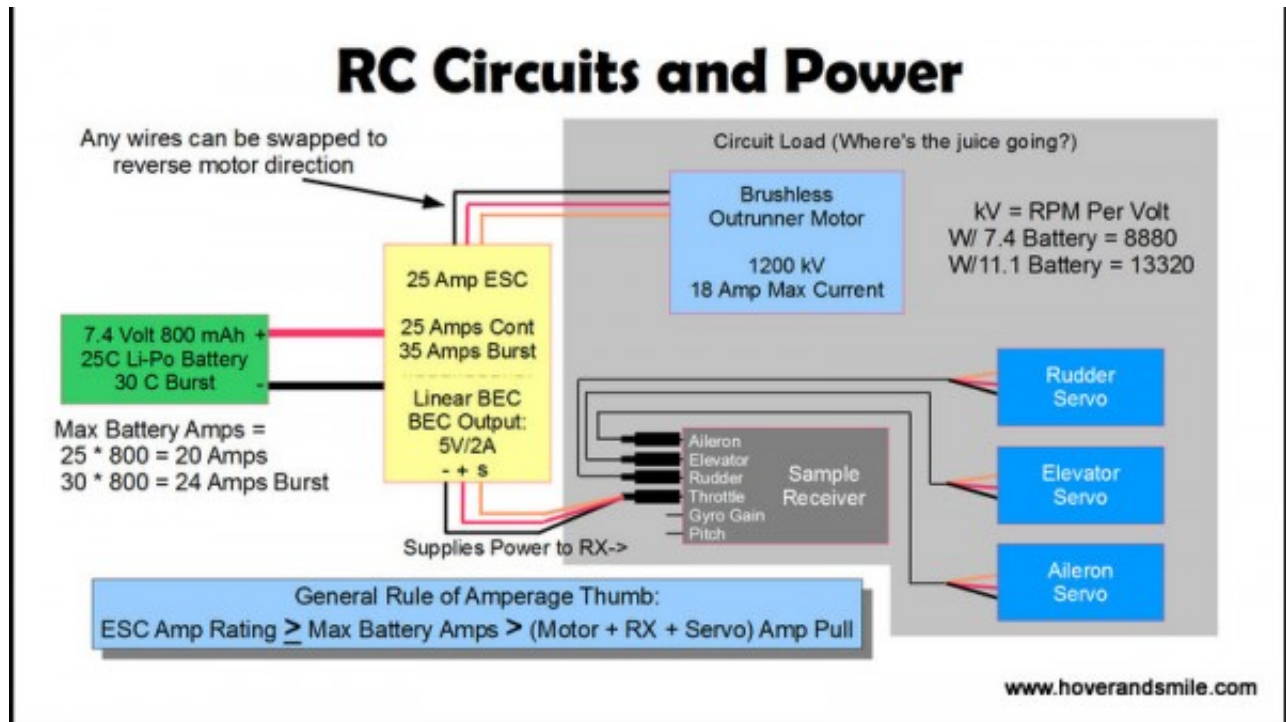 RC Circuits and Power
Any wires can be swapped to
reverse motor direction
Circuit Load (Where's the juice going?)
Brushless
Outrunner Motor
1200 kV
18 Amp Max Current
kV = RPM Per Volt
W/ 7.4 Battery = 8880
W/11.1 Battery = 13320
25 Amp ESC
25 Amps Cont
35 Amps Burst
Linear BEC
BEC Output:
5V/2A
- + s
7.4 Volt 800 mAh +
25C Li-Po Battery
30 C Burst -
Max Battery Amps =
25 * 800 = 20 Amps
30 * 800 = 24 Amps Burst
Supplies Power to RX->
Aileron
Elevator
Rudder
Throttle
Gyro Gain
Pitch
Sample
Receiver
Rudder
Servo
Elevator
Servo
Aileron
Servo
General Rule of Amperage Thumb:
ESC Amp Rating ≥ Max Battery Amps > (Motor + RX + Servo) Amp Pull
www.hoverandsmile.com